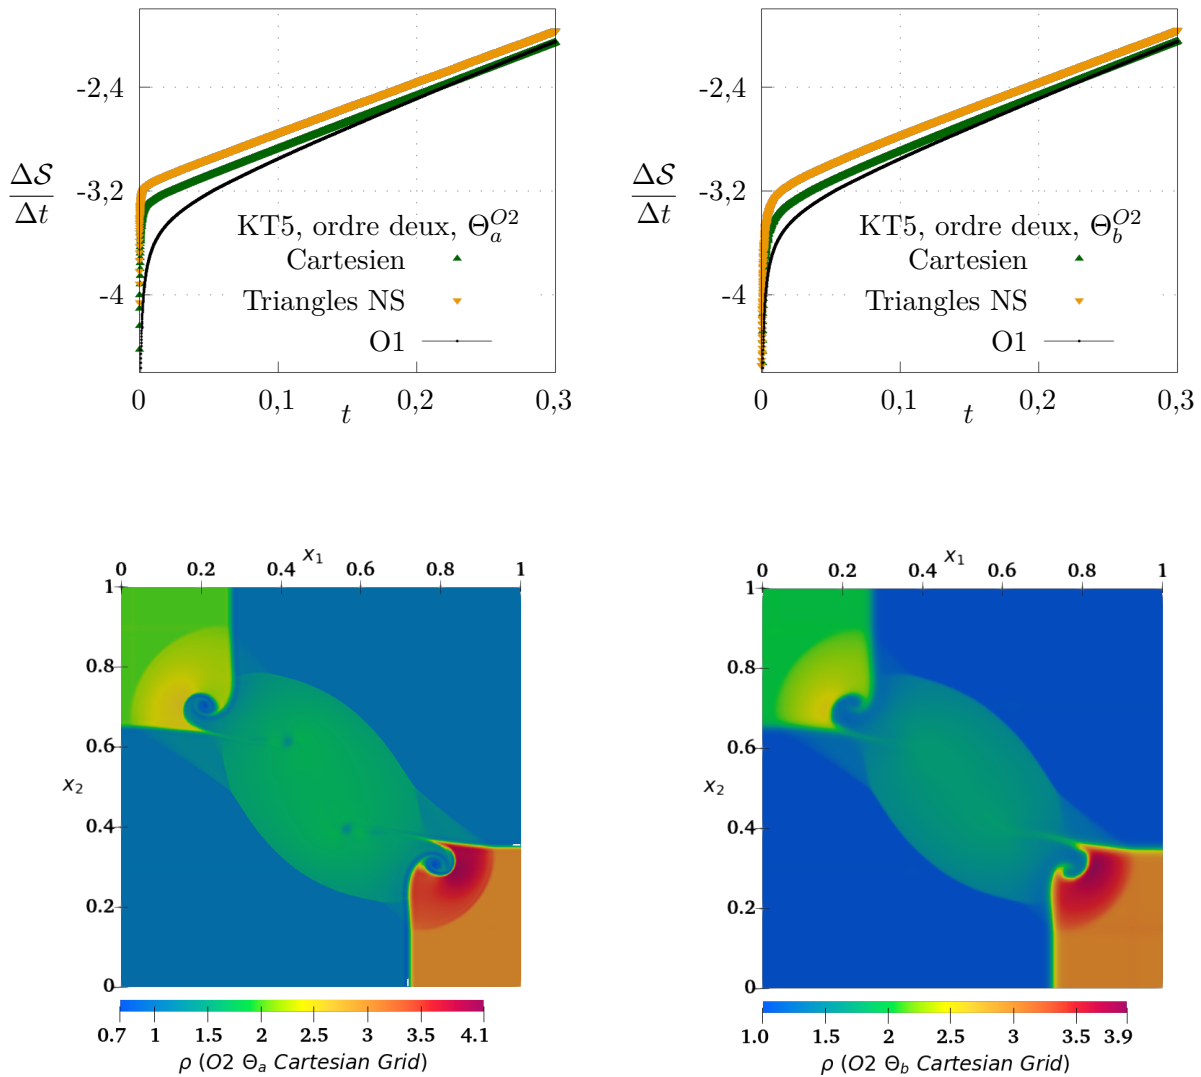 -2,4
-3,2
-4
ΔS
Δt
KT5, ordre deux, Θ_a^{O2}
Cartesien
Triangles NS
O1
0 0,1 0,2 0,3
t
-2,4
-3,2
-4
ΔS
Δt
KT5, ordre deux, Θ_b^{O2}
Cartesien
Triangles NS
O1
0 0,1 0,2 0,3
t
x₁
0 0.2 0.4 0.6 0.8 1
1
0.8
0.6
x₂
0.4
0.2
0
0.7 1 1.5 2 2.5 3 3.5 4.1
ρ (O2 Θₐ Cartesian Grid)
x₁
0 0.2 0.4 0.6 0.8 1
1
0.8
0.6
x₂
0.4
0.2
0
1.0 1.5 2 2.5 3 3.5 3.9
ρ (O2 Θ_b Cartesian Grid)